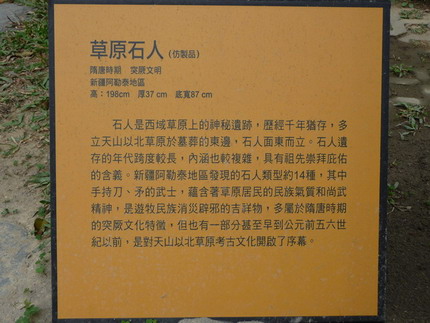 草原石人(仿製品)
隋唐時期　突厥文明
新疆阿勒泰地區
高：198cm　厚37 cm　底寬87 cm
石人是西域草原上的神秘遺跡，歷經千年猶存，多
立天山以北草原於墓葬的東邊，石人面東而立。石人遺
存的年代跨度較長，內涵也較複雜，具有祖先崇拜庇佑
的含義。新疆阿勒泰地區發現的石人類型約14種，其中
手持刀、矛的武士，蘊含著草原居民的民族氣質和尚武
精神，是遊牧民族消災辟邪的吉詳物，多屬於隋唐時期
的突厥文化特徵，但也有一部分甚至早到公元前五六世
紀以前，是對天山以北草原考古文化開啟了序幕。